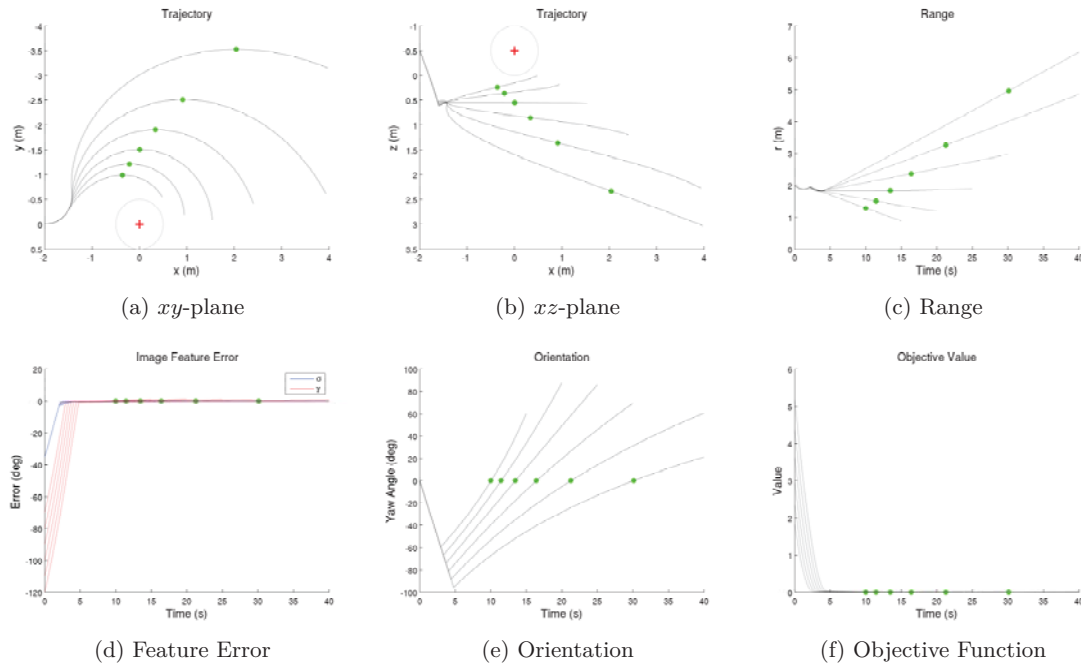 Trajectory
y (m)
-4
-3.5
-3
-2.5
-2
-1.5
-1
-0.5
0
0.5
-2 -1 0 1 2 3 4
x (m)
(a) xy-plane
Trajectory
z (m)
-1
0.5
0
0.5
1
1.5
2
2.5
3
3.5
-2 -1 0 1 2 3 4
x (m)
(b) xz-plane
Range
r (m)
7
6
5
4
3
2
1
0
0 5 10 15 20 25 30 35 40
Time (s)
(c) Range
Image Feature Error
Error (deg)
20
0
-20
-40
-60
-80
-100
-120
α
γ
0 5 10 15 20 25 30 35 40
Time (s)
(d) Feature Error
Orientation
Yaw Angle (deg)
100
80
60
40
20
0
-20
-40
-60
-80
-100
0 5 10 15 20 25 30 35 40
Time (s)
(e) Orientation
Objective Value
Value
6
5
4
3
2
1
0
0 5 10 15 20 25 30 35 40
Time (s)
(f) Objective Function